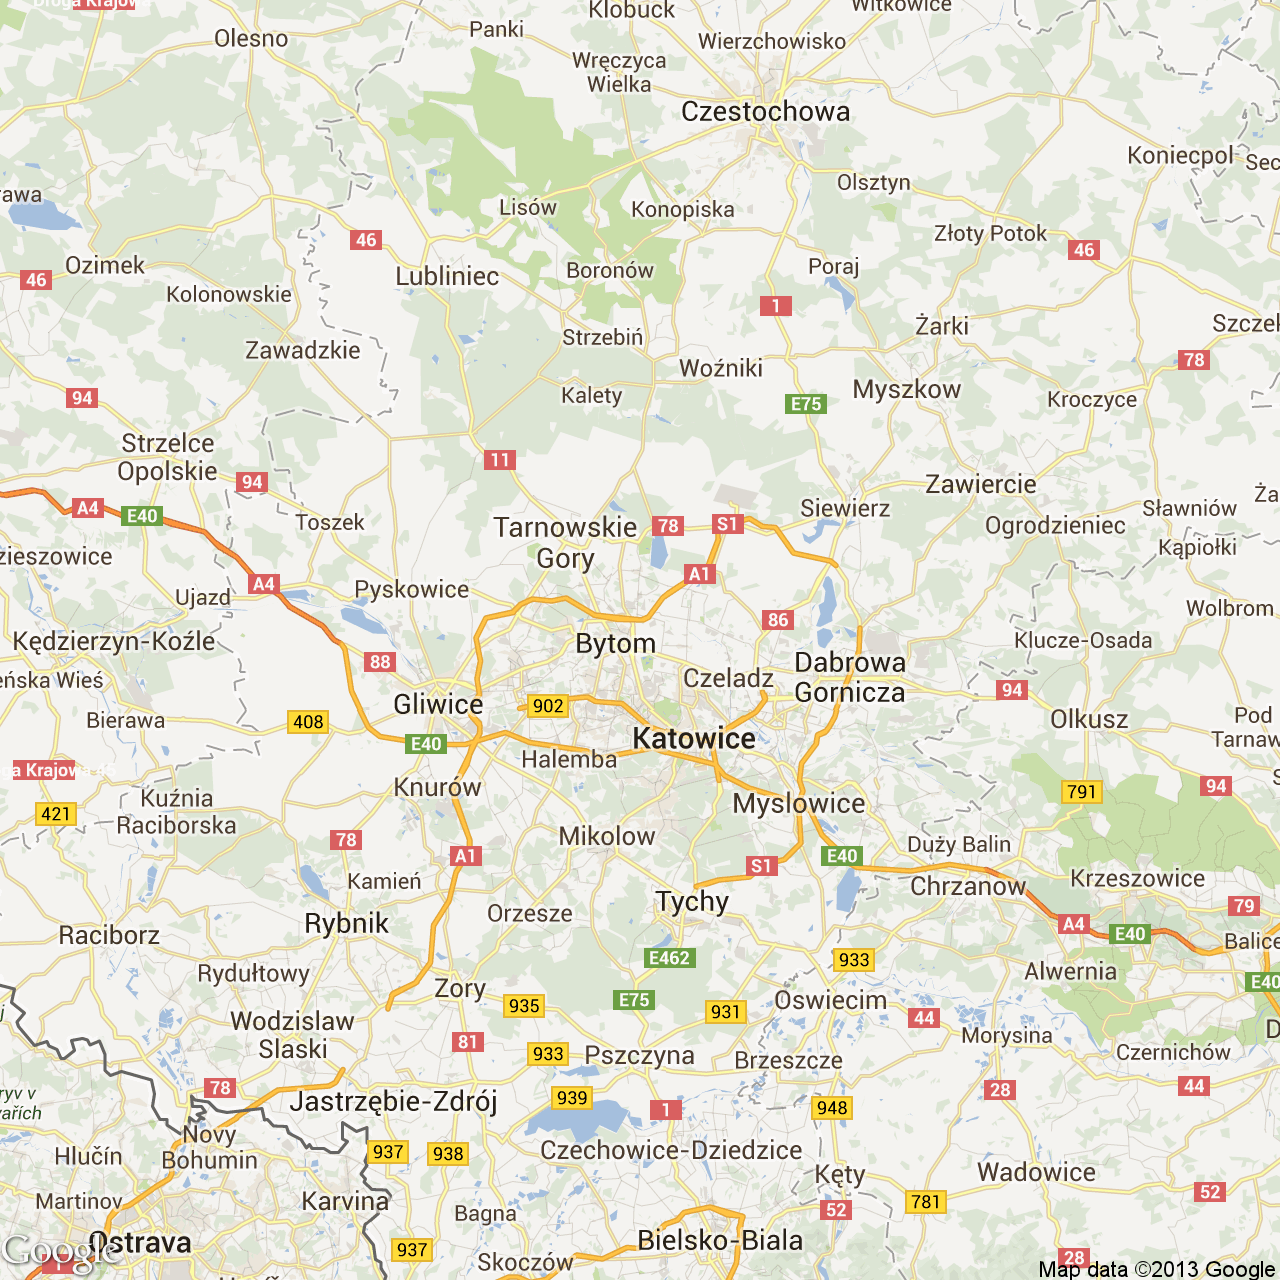 Droga Krajowa
Olesno
Panki
Kłobuck
Witkowice
Wierzchowisko
Wręczyca
Wielka
Czestochowa
Koniecpol
Sec
Olsztyn
rawa
Lisów
Konopiska
Złoty Potok
46
46
Ozimek
46
Lubliniec
Boronów
Poraj
Kolonowskie
1
Żarki
Szczek
Strzebiń
Zawadzkie
Woźniki
78
94
Kalety
E75
Myszkow
Kroczyce
Strzelce
Opolskie
94
11
Zawiercie
Ża
A4
E40
Toszek
Tarnowskie
Gory
78
S1
Siewierz
Sławniów
Ogrodzieniec
Kąpiołki
zieszowice
A4
Pyskowice
A1
Ujazd
86
Wolbrom
Kędzierzyn-Koźle
Bytom
Klucze-Osada
88
Czeladz
Dabrowa
Gornicza
eńska Wieś
94
Gliwice
902
Bierawa
408
Olkusz
Pod
Tarnaw
E40
Halemba
Katowice
ga Krajowa 45
S
Knurów
94
Kuźnia
Raciborska
421
791
Myslowice
78
Mikolow
A1
S1
E40
Duży Balin
Kamień
Chrzanow
Krzeszowice
Orzesze
Tychy
79
Rybnik
A4
E40
Raciborz
Balice
E462
933
Rydułtowy
Alwernia
E40
Zory
935
E75
931
Oswiecim
44
Wodzislaw
Slaski
81
Morysina
D
933
Pszczyna
Brzeszcze
Czernichów
78
44
ryv v
vařich
28
Jastrzębie-Zdrój
939
1
948
Novy
Bohumin
937
938
Czechowice-Dziedzice
Hlučín
Kęty
Wadowice
Martinov
Karvina
781
52
Bagna
52
Ostrava
937
Skoczów
Bielsko-Biala
28
Google
1
Map data ©2013 Google